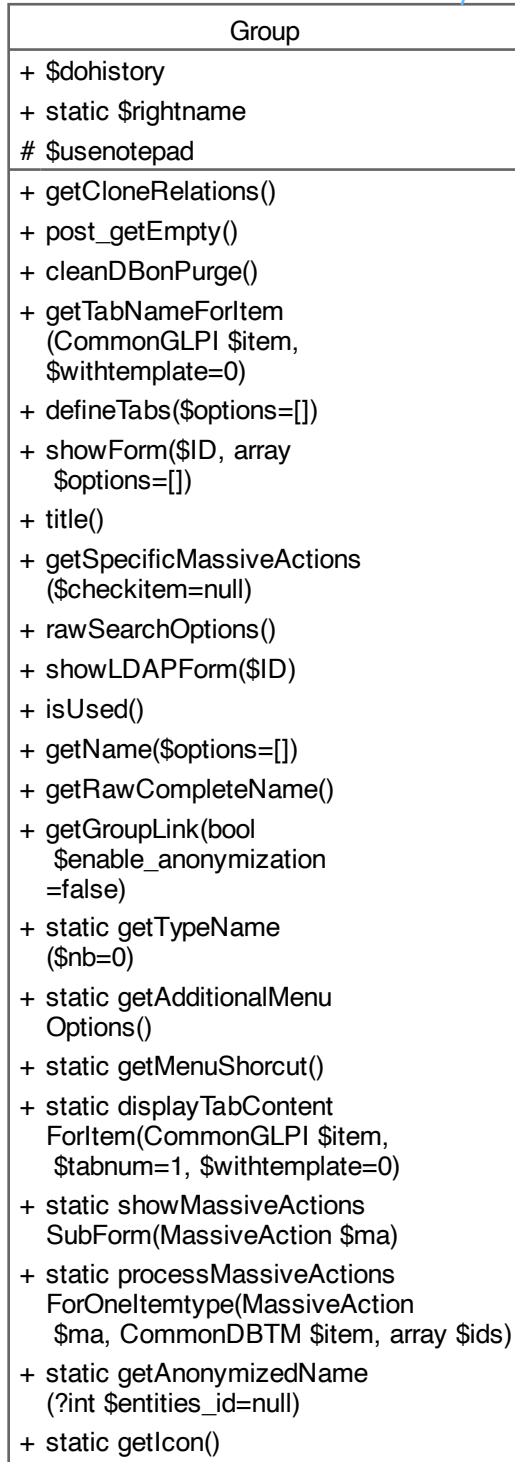 Group
+ $dohistory
+ static $rightname
# $usenotepad
+ getCloneRelations()
+ post_getEmpty()
+ cleanDBonPurge()
+ getTabNameForItem
(CommonGLPI $item,
$withtemplate=0)
+ defineTabs($options=[])
+ showForm($ID, array
$options=[])
+ title()
+ getSpecificMassiveActions
($checkitem=null)
+ rawSearchOptions()
+ showLDAPForm($ID)
+ isUsed()
+ getName($options=[])
+ getRawCompleteName()
+ getGroupLink(bool
$enable_anonymization
=false)
+ static getTypeName
($nb=0)
+ static getAdditionalMenu
Options()
+ static getMenuShorcut()
+ static displayTabContent
ForItem(CommonGLPI $item,
$tabnum=1, $withtemplate=0)
+ static showMassiveActions
SubForm(MassiveAction $ma)
+ static processMassiveActions
ForOneItemtype(MassiveAction
$ma, CommonDBTM $item, array $ids)
+ static getAnonymizedName
(?int $entities_id=null)
+ static getIcon()